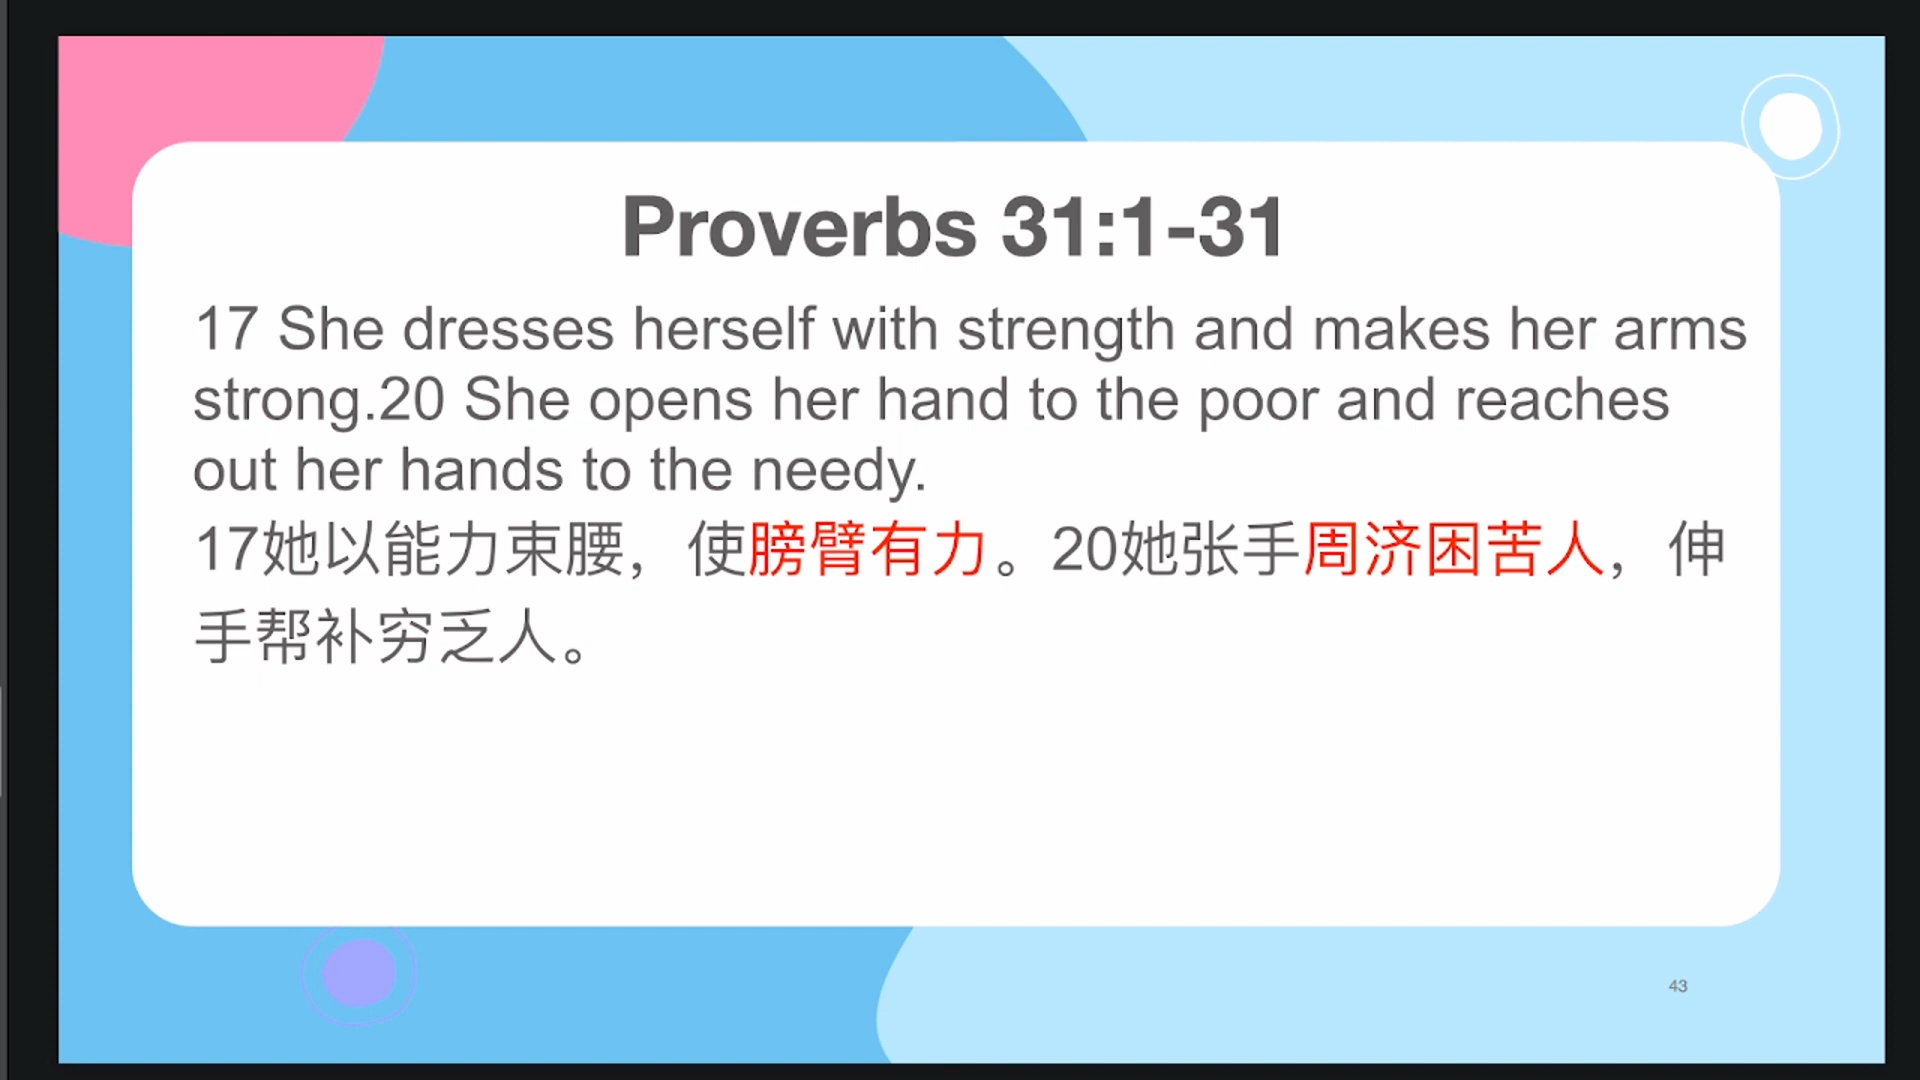 Proverbs 31:1-31
17 She dresses herself with strength and makes her arms
strong.20 She opens her hand to the poor and reaches
out her hands to the needy.
17她以能力束腰，使膀臂有力。20她张手周济困苦人，伸
手帮补穷乏人。
43